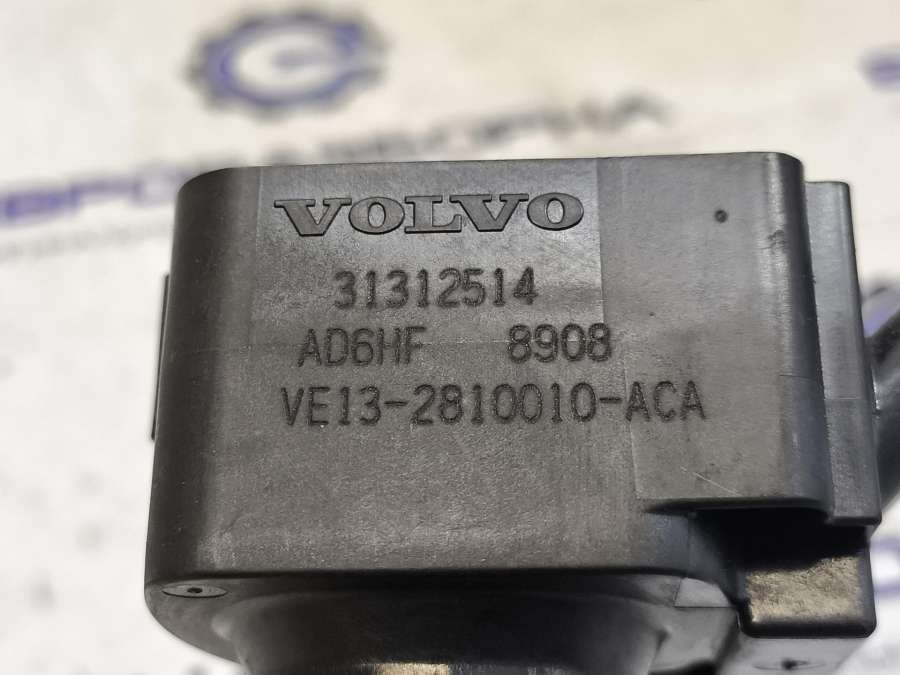 VOLVO
31312514
AD6HF 8908
VE13-2810010-ACA